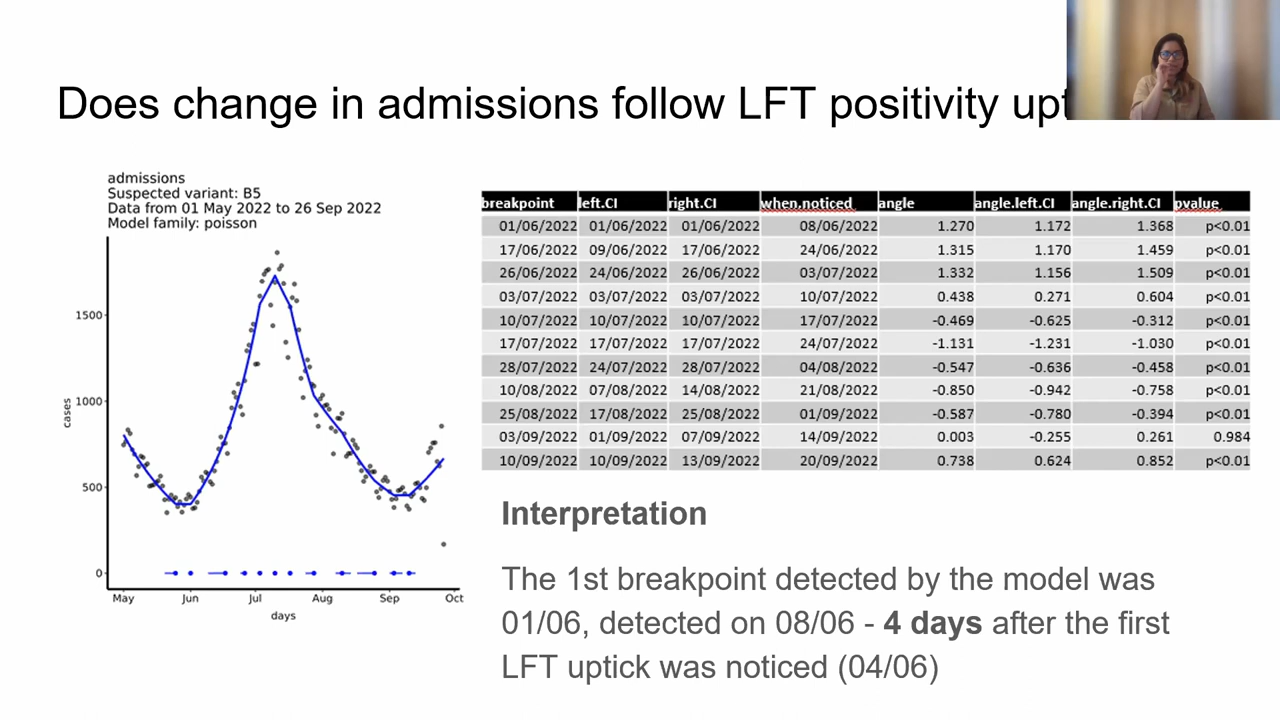 Does change in admissions follow LFT positivity
admissions
Suspected variant: B5
Data from 01 May 2022 to 26 Sep 2022
Model family: poisson
1500
1000
500
0
cases
May Jun Jul Aug Sep Oct
days
breakpoint left.CI right.CI when.noticed angle angle.left.CI angle.right.CI pvalue
01/06/2022 01/06/2022 01/06/2022 08/06/2022 1.270 1.172 1.368 p<0.01
17/06/2022 09/06/2022 17/06/2022 24/06/2022 1.315 1.170 1.459 p<0.01
26/06/2022 24/06/2022 26/06/2022 03/07/2022 1.332 1.156 1.509 p<0.01
03/07/2022 03/07/2022 03/07/2022 10/07/2022 0.438 0.271 0.604 p<0.01
10/07/2022 10/07/2022 10/07/2022 17/07/2022 -0.469 -0.625 -0.312 p<0.01
17/07/2022 17/07/2022 17/07/2022 24/07/2022 -1.131 -1.231 -1.030 p<0.01
28/07/2022 24/07/2022 28/07/2022 04/08/2022 -0.547 -0.636 -0.458 p<0.01
10/08/2022 07/08/2022 14/08/2022 21/08/2022 -0.850 -0.942 -0.758 p<0.01
25/08/2022 17/08/2022 25/08/2022 01/09/2022 -0.587 -0.780 -0.394 p<0.01
03/09/2022 01/09/2022 07/09/2022 14/09/2022 0.003 -0.255 0.261 0.984
10/09/2022 10/09/2022 13/09/2022 20/09/2022 0.738 0.624 0.852 p<0.01
Interpretation
The 1st breakpoint detected by the model was
01/06, detected on 08/06 - 4 days after the first
LFT uptick was noticed (04/06)